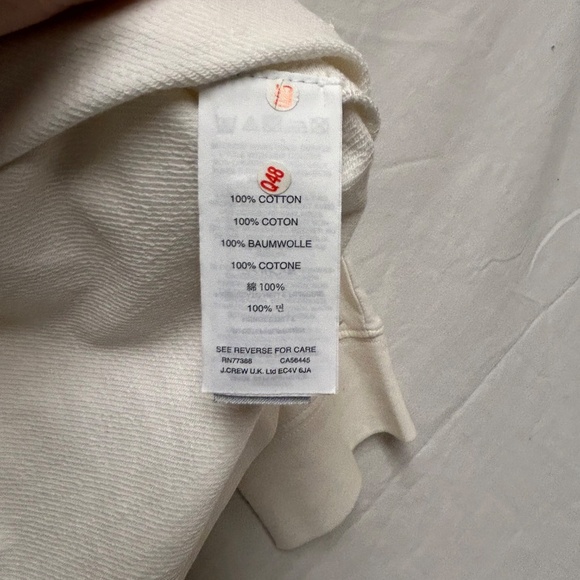 Q48
100% COTTON
100% COTON
100% BAUMWOLLE
100% COTONE
綿 100%
100% 면
SEE REVERSE FOR CARE
RN77388 CA56445
J.CREW U.K. Ltd EC4V 6JA